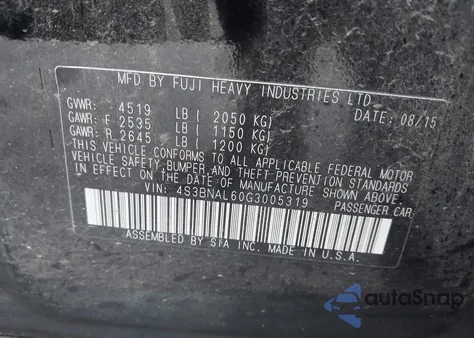 MFD BY FUJI HEAVY INDUSTRIES LTD.
GVWR: 4519 LB ( 2050 KG) DATE: 08/15
GAWR: F 2535 LB ( 1150 KG)
GAWR: R 2645 LB ( 1200 KG)
THIS VEHICLE CONFORMS TO ALL APPLICABLE FEDERAL MOTOR
VEHICLE SAFETY, BUMPER, AND THEFT PREVENTION STANDARDS
IN EFFECT ON THE DATE OF MANUFACTURE SHOWN ABOVE.
VIN: 4S3BNAL60G3005319 PASSENGER CAR
ASSEMBLED BY SIA INC. MADE IN U.S.A.
autoSnap